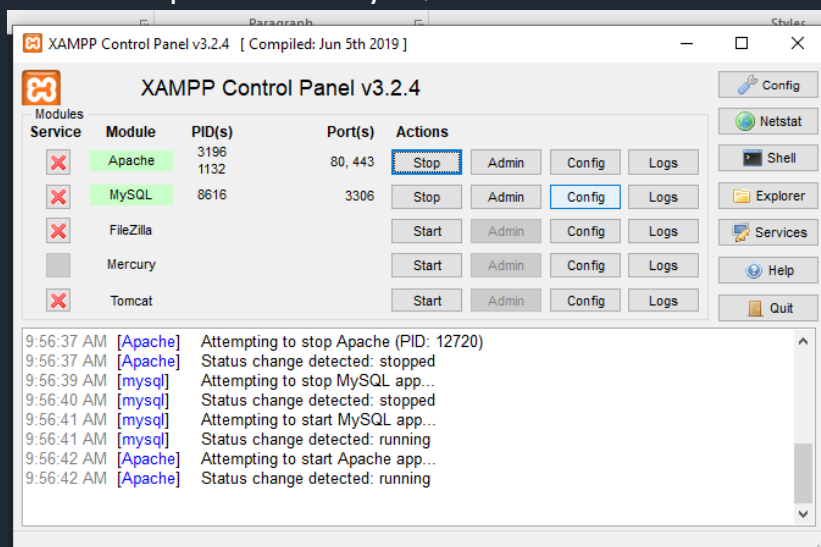 Paragraph
Styles
XAMPP Control Panel v3.2.4 [ Compiled: Jun 5th 2019 ]
XAMPP Control Panel v3.2.4
Config
Modules
Service Module PID(s) Port(s) Actions
Netstat
Apache 3196 1132 80, 443 Stop Admin Config Logs
Shell
MySQL 8616 3306 Stop Admin Config Logs
Explorer
FileZilla Start Admin Config Logs
Services
Mercury Start Admin Config Logs
Help
Tomcat Start Admin Config Logs
Quit
9:56:37 AM [Apache] Attempting to stop Apache (PID: 12720)
9:56:37 AM [Apache] Status change detected: stopped
9:56:39 AM [mysql] Attempting to stop MySQL app...
9:56:40 AM [mysql] Status change detected: stopped
9:56:41 AM [mysql] Attempting to start MySQL app...
9:56:41 AM [mysql] Status change detected: running
9:56:42 AM [Apache] Attempting to start Apache app...
9:56:42 AM [Apache] Status change detected: running